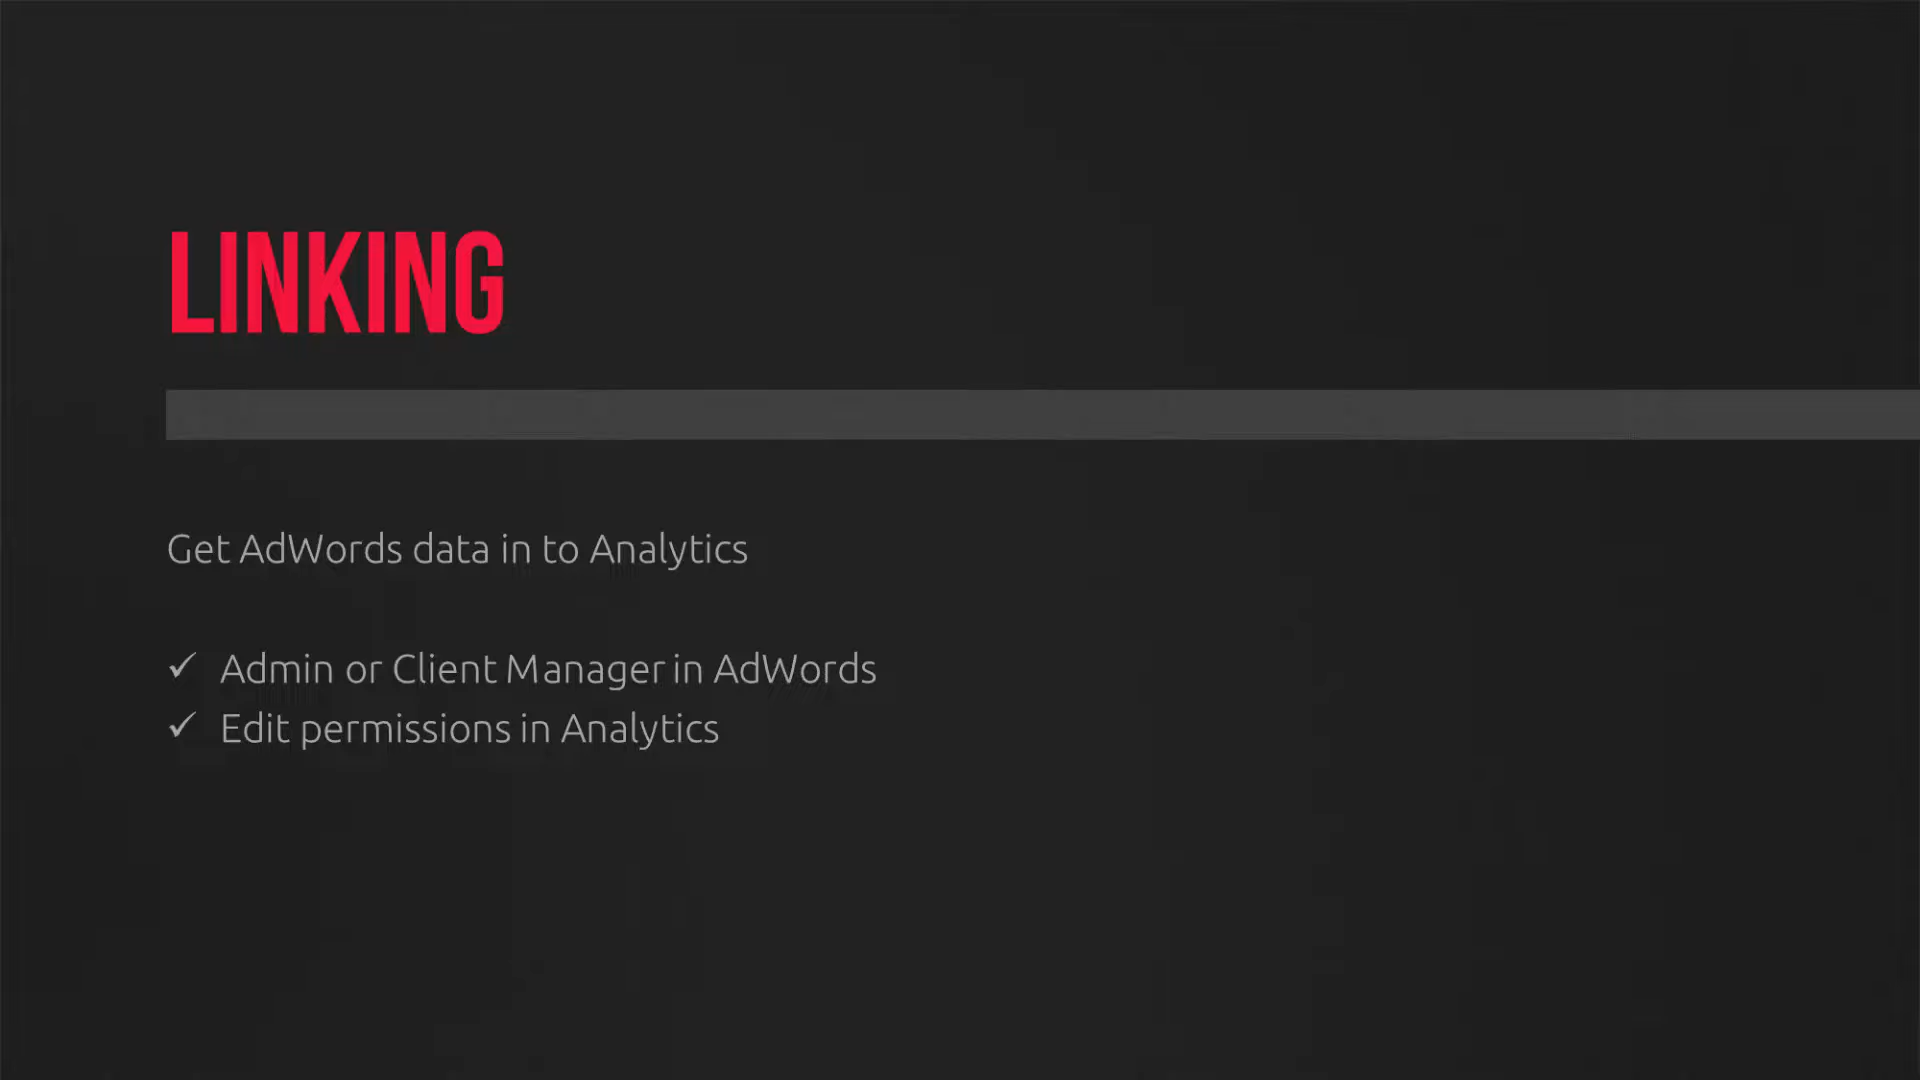 LINKING
Get AdWords data in to Analytics
✓ Admin or Client Manager in AdWords
✓ Edit permissions in Analytics